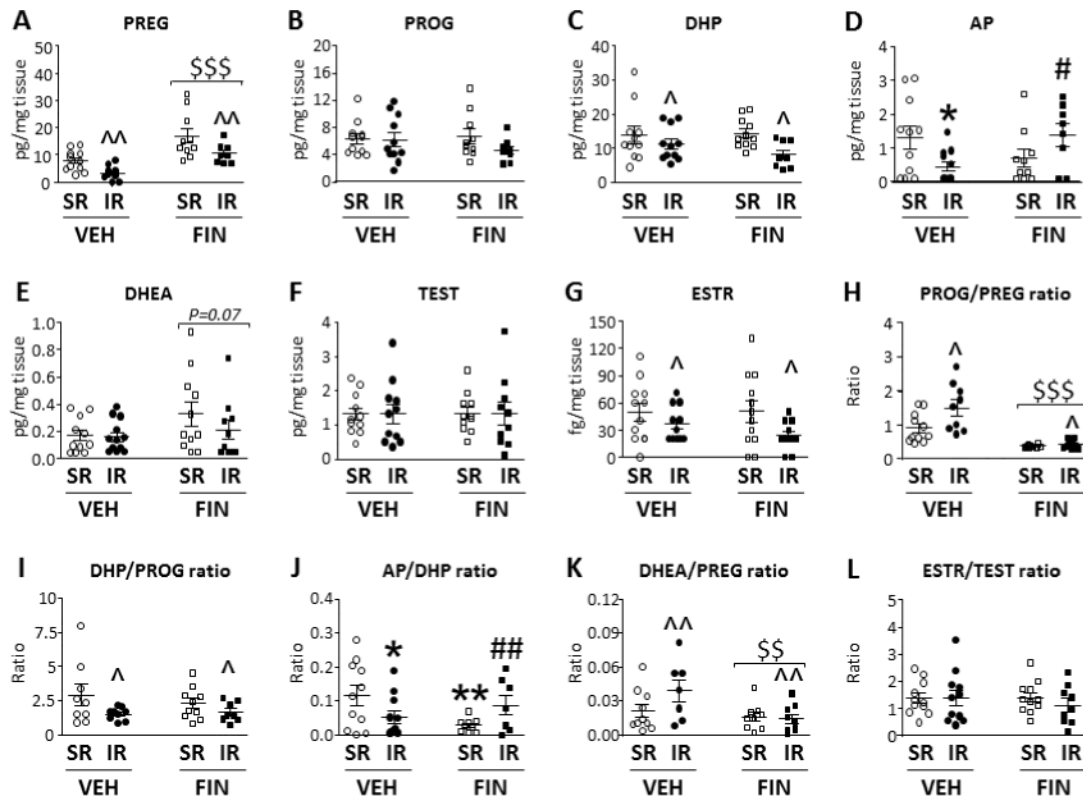 A PREG
50
40
30
20
10
0
pg/mg tissue
^^
$$$
^^
SR IR SR IR
VEH FIN
B PROG
20
16
12
8
4
0
pg/mg tissue
SR IR SR IR
VEH FIN
C DHP
40
30
20
10
0
pg/mg tissue
^
^
SR IR SR IR
VEH FIN
D AP
4
3
2
1
0
pg/mg tissue
*
#
SR IR SR IR
VEH FIN
E DHEA
1.0
0.8
0.6
0.4
0.2
0.0
pg/mg tissue
P=0.07
SR IR SR IR
VEH FIN
F TEST
4
3
2
1
0
pg/mg tissue
SR IR SR IR
VEH FIN
G ESTR
150
120
90
60
30
0
fg/mg tissue
^
^
SR IR SR IR
VEH FIN
H PROG/PREG ratio
4
3
2
1
0
Ratio
^
$$$
^
SR IR SR IR
VEH FIN
I DHP/PROG ratio
10
7.5
5
2.5
0
Ratio
^
^
SR IR SR IR
VEH FIN
J AP/DHP ratio
0.4
0.3
0.2
0.1
0.0
Ratio
*
**
##
SR IR SR IR
VEH FIN
K DHEA/PREG ratio
0.12
0.09
0.06
0.03
0.00
Ratio
^^
$$
^^
SR IR SR IR
VEH FIN
L ESTR/TEST ratio
5
4
3
2
1
0
Ratio
SR IR SR IR
VEH FIN